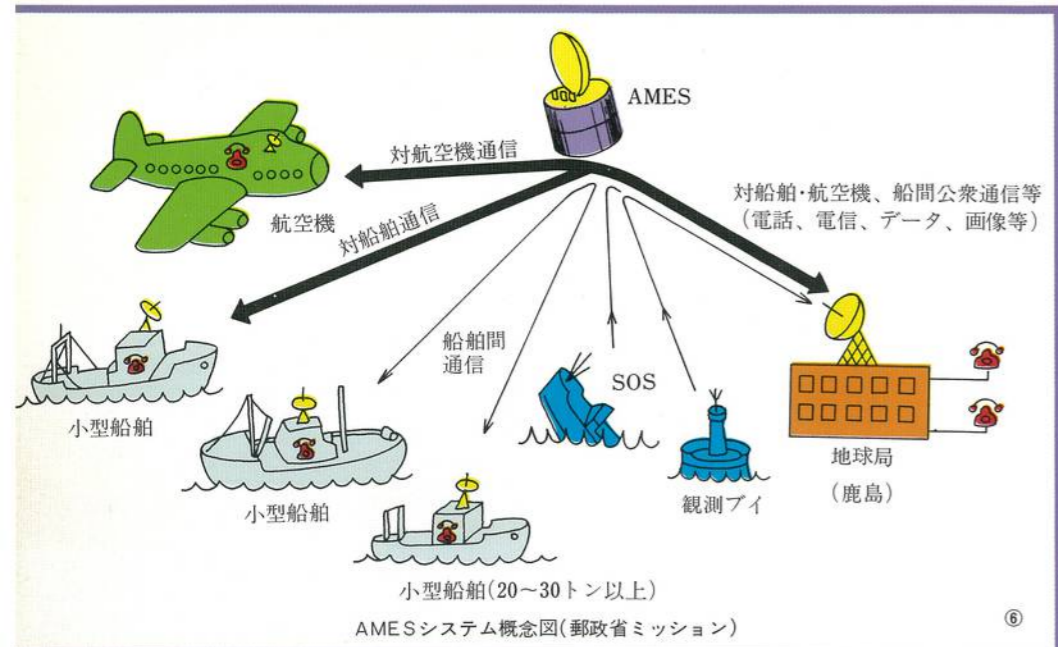 AMES
対航空機通信
対船舶・航空機、船間公衆通信等
(電話、電信、データ、画像等)
航空機
対船舶通信
船舶間
通信
SOS
小型船舶
小型船舶
観測ブイ
地球局
(鹿島)
小型船舶(20〜30トン以上)
AMESシステム概念図(郵政省ミッション)
⑥